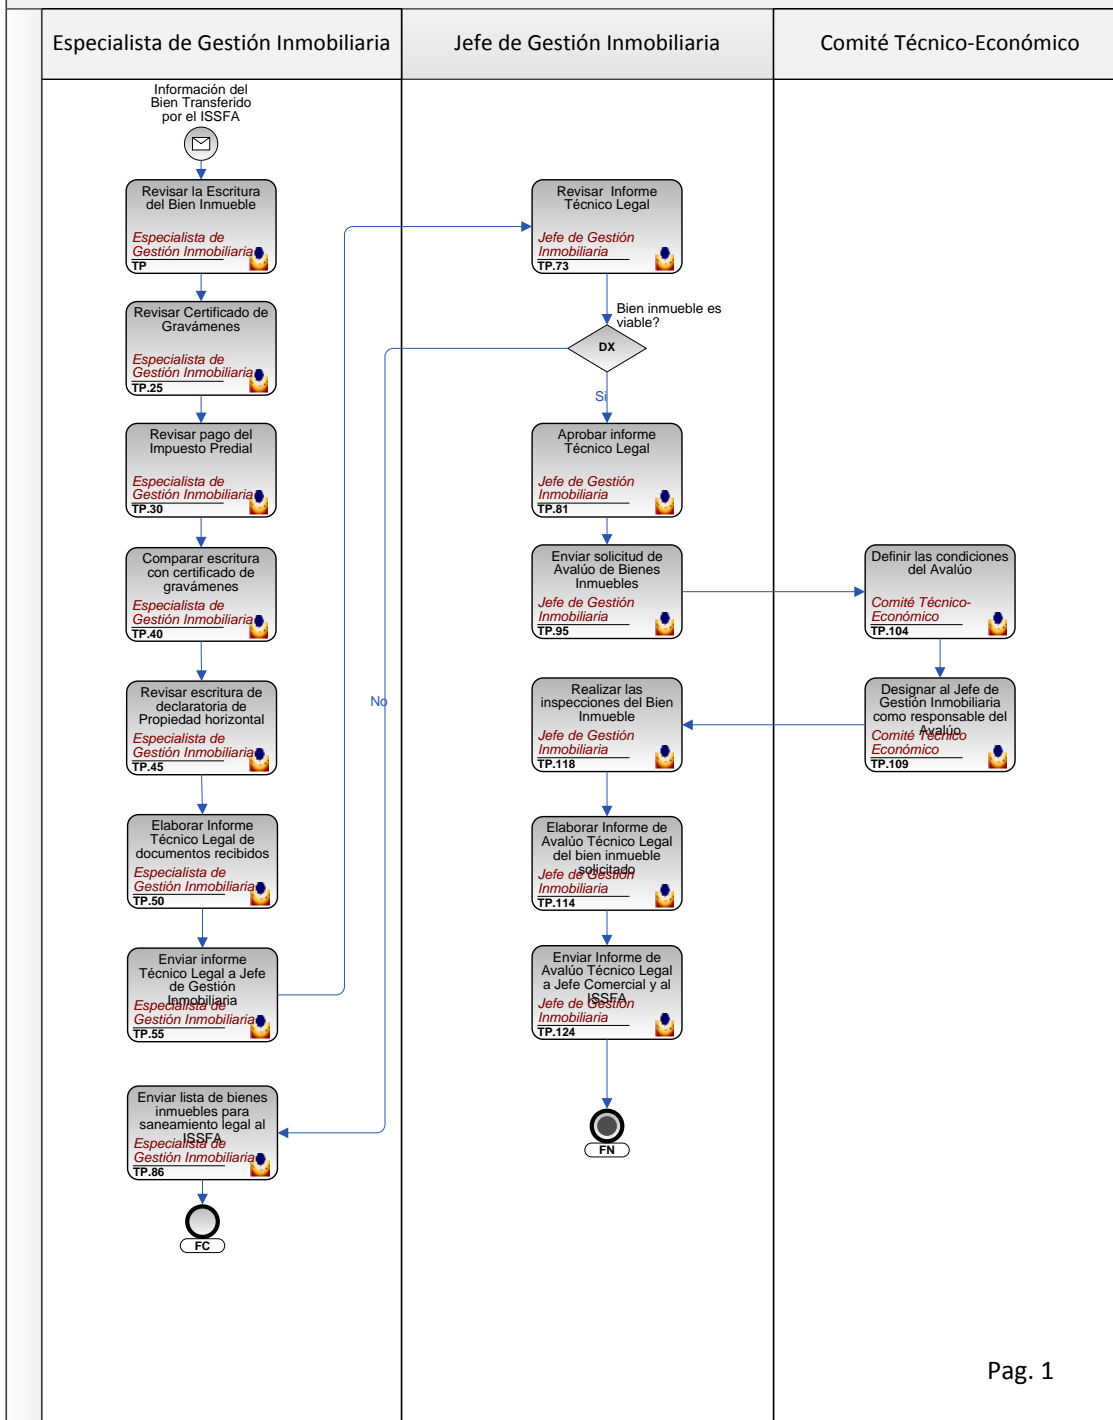 Especialista de Gestión Inmobiliaria
Jefe de Gestión Inmobiliaria
Comité Técnico-Económico
Información del
Bien Transferido
por el ISSFA
Revisar la Escritura
del Bien Inmueble
Especialista de
Gestión Inmobiliaria
TP
Revisar Certificado de
Gravámenes
Especialista de
Gestión Inmobiliaria
TP.25
Revisar pago del
Impuesto Predial
Especialista de
Gestión Inmobiliaria
TP.30
Comparar escritura
con certificado de
gravámenes
Especialista de
Gestión Inmobiliaria
TP.40
Revisar escritura de
declaratoria de
Propiedad horizontal
Especialista de
Gestión Inmobiliaria
TP.45
Elaborar Informe
Técnico Legal de
documentos recibidos
Especialista de
Gestión Inmobiliaria
TP.50
Enviar informe
Técnico Legal a Jefe
de Gestión
Inmobiliaria
Especialista de
Gestión Inmobiliaria
TP.55
Enviar lista de bienes
inmuebles para
saneamiento legal al
ISSFA
Especialista de
Gestión Inmobiliaria
TP.86
FC
No
Revisar Informe
Técnico Legal
Jefe de Gestión
Inmobiliaria
TP.73
Bien inmueble es
viable?
DX
Si
Aprobar informe
Técnico Legal
Jefe de Gestión
Inmobiliaria
TP.81
Enviar solicitud de
Avalúo de Bienes
Inmuebles
Jefe de Gestión
Inmobiliaria
TP.95
Realizar las
inspecciones del Bien
Inmueble
Jefe de Gestión
Inmobiliaria
TP.118
Elaborar Informe de
Avalúo Técnico Legal
del bien inmueble
solicitado
Jefe de Gestión
Inmobiliaria
TP.114
Enviar Informe de
Avalúo Técnico Legal
a Jefe Comercial y al
ISSFA
Jefe de Gestión
Inmobiliaria
TP.124
FN
Definir las condiciones
del Avalúo
Comité Técnico-
Económico
TP.104
Designar al Jefe de
Gestión Inmobiliaria
como responsable del
Avalúo
Comité Técnico
Económico
TP.109
Pag. 1